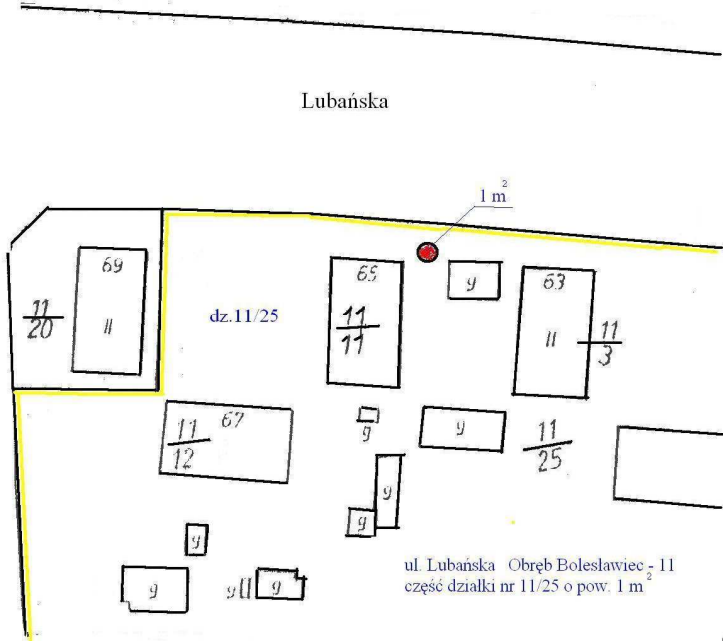 Lubańska
1 m²
69
11
20
II
dz.11/25
65
11
11
g
63
II
11
3
67
11
12
g
g
11
25
g
g
g
g
g
g
ul. Lubańska Obręb Bolesławiec - 11
część działki nr 11/25 o pow. 1 m²